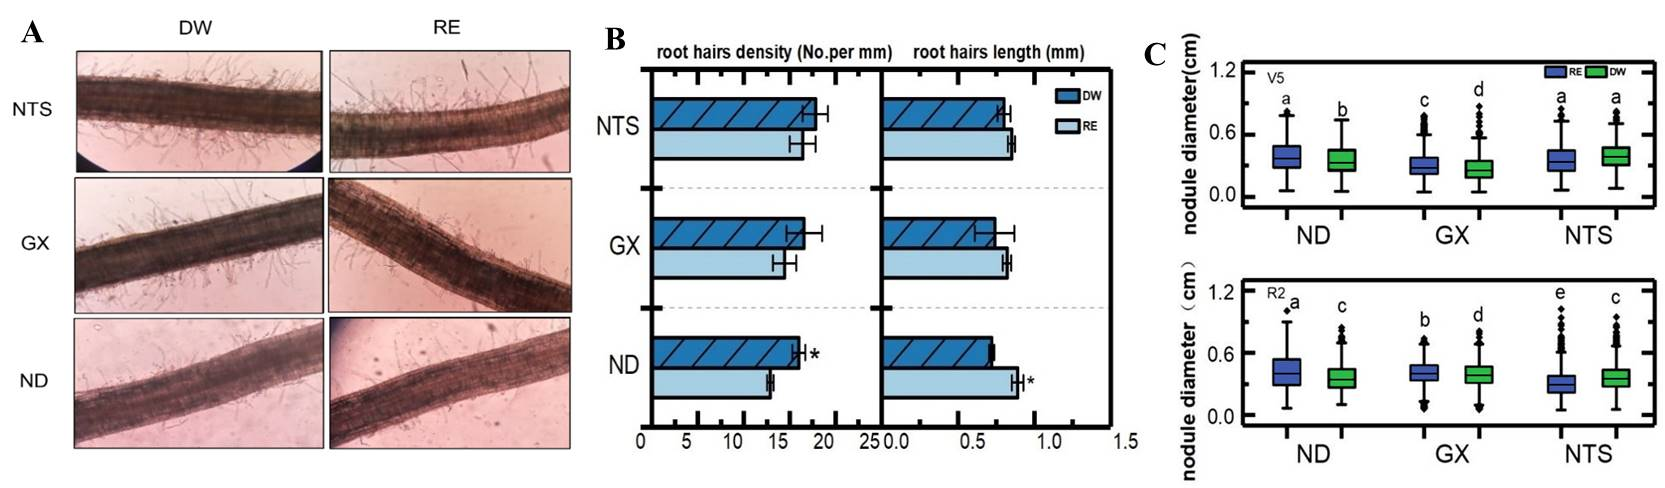 A
DW
RE
NTS
GX
ND
B
root hairs density (No.per mm)
root hairs length (mm)
DW
RE
NTS
GX
ND
*
*
0
5
10
15
20
25
0.0
0.5
1.0
1.5
C
nodule diameter(cm)
V5
RE
DW
1.2
0.6
0.0
a
b
c
d
a
a
ND
GX
NTS
nodule diameter（cm）
R2
1.2
0.6
0.0
a
c
b
d
e
c
ND
GX
NTS